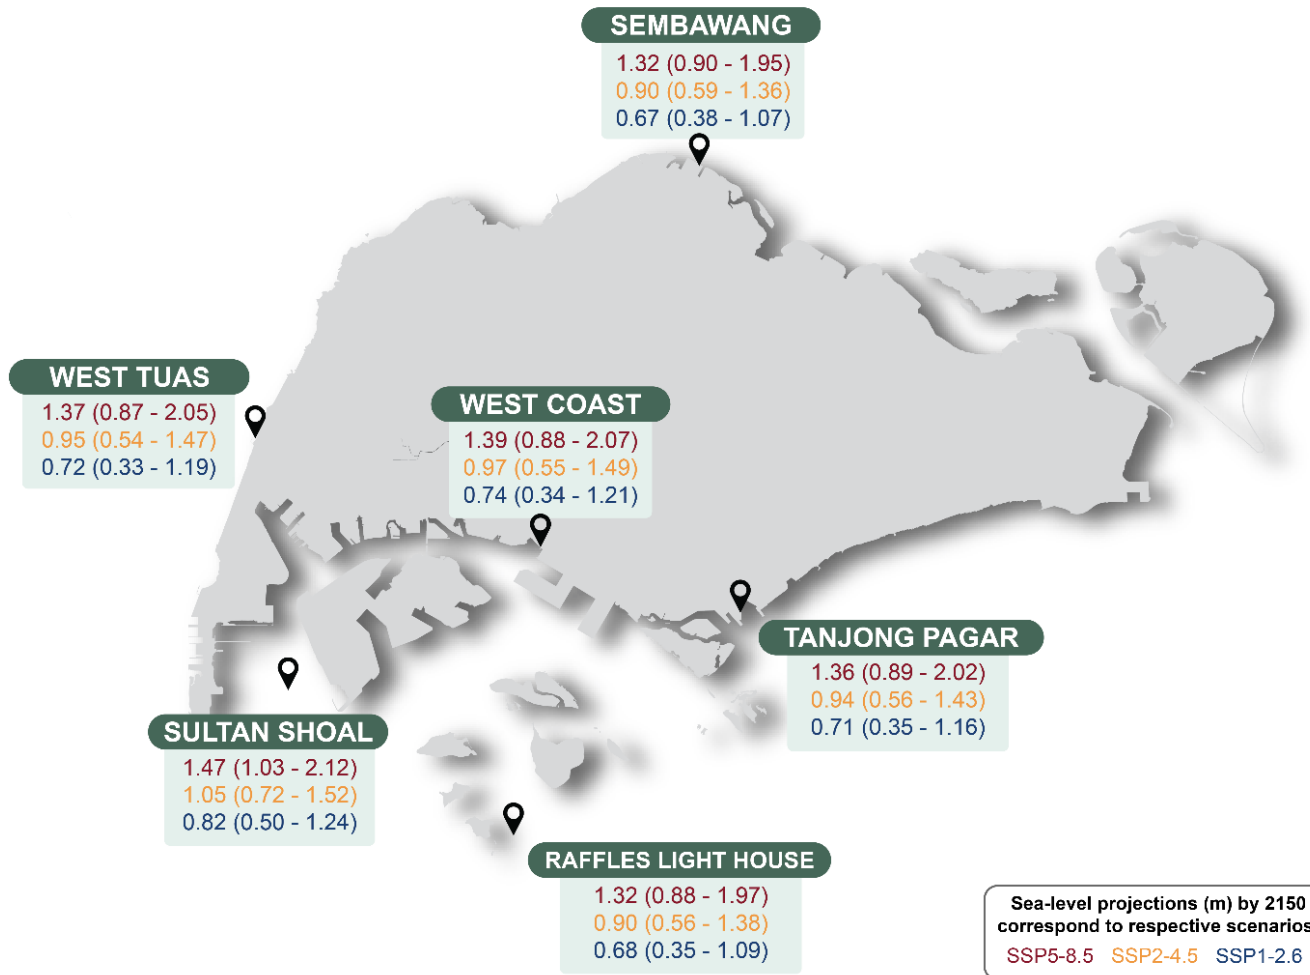 SEMBAWANG
1.32 (0.90 - 1.95)
0.90 (0.59 - 1.36)
0.67 (0.38 - 1.07)
WEST TUAS
1.37 (0.87 - 2.05)
0.95 (0.54 - 1.47)
0.72 (0.33 - 1.19)
WEST COAST
1.39 (0.88 - 2.07)
0.97 (0.55 - 1.49)
0.74 (0.34 - 1.21)
TANJONG PAGAR
1.36 (0.89 - 2.02)
0.94 (0.56 - 1.43)
0.71 (0.35 - 1.16)
SULTAN SHOAL
1.47 (1.03 - 2.12)
1.05 (0.72 - 1.52)
0.82 (0.50 - 1.24)
RAFFLES LIGHT HOUSE
1.32 (0.88 - 1.97)
0.90 (0.56 - 1.38)
0.68 (0.35 - 1.09)
Sea-level projections (m) by 2150
correspond to respective scenarios
SSP5-8.5 SSP2-4.5 SSP1-2.6